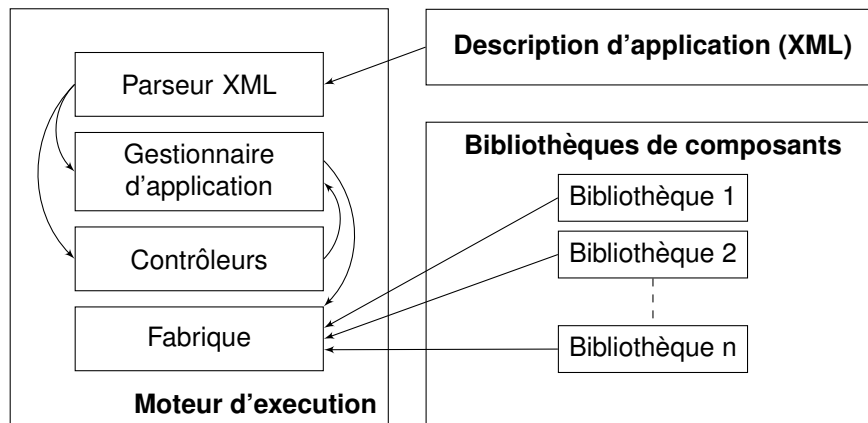 Parseur XML
Gestionnaire
d'application
Contrôleurs
Fabrique
Moteur d'execution
Description d'application (XML)
Bibliothèques de composants
Bibliothèque 1
Bibliothèque 2
Bibliothèque n